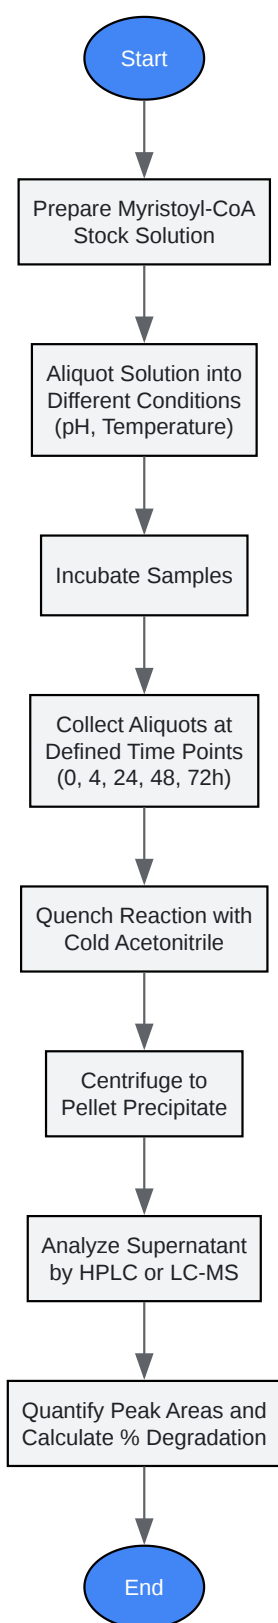 Start
Prepare Myristoyl-CoA
Stock Solution
Aliquot Solution into
Different Conditions
(pH, Temperature)
Incubate Samples
Collect Aliquots at
Defined Time Points
(0, 4, 24, 48, 72h)
Quench Reaction with
Cold Acetonitrile
Centrifuge to
Pellet Precipitate
Analyze Supernatant
by HPLC or LC-MS
Quantify Peak Areas and
Calculate % Degradation
End